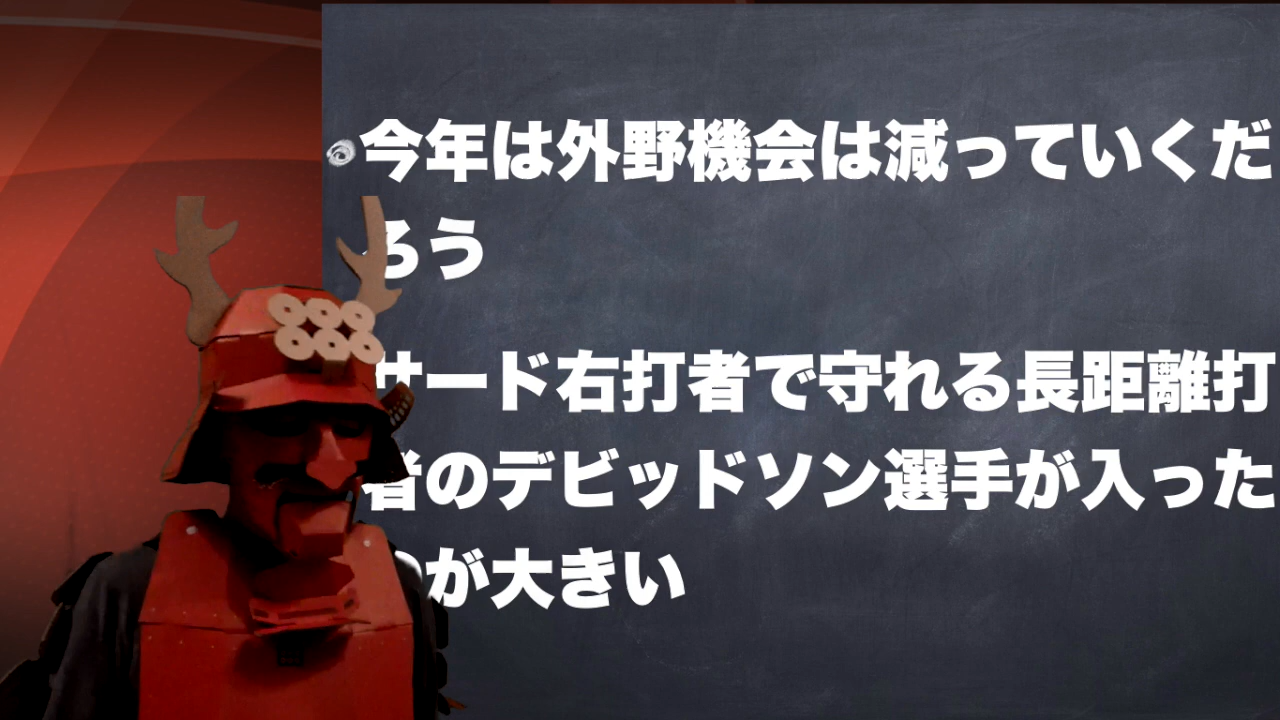 今年は外野機会は減っていくだ
ろう
サード右打者で守れる長距離打
者のデビッドソン選手が入った
のが大きい